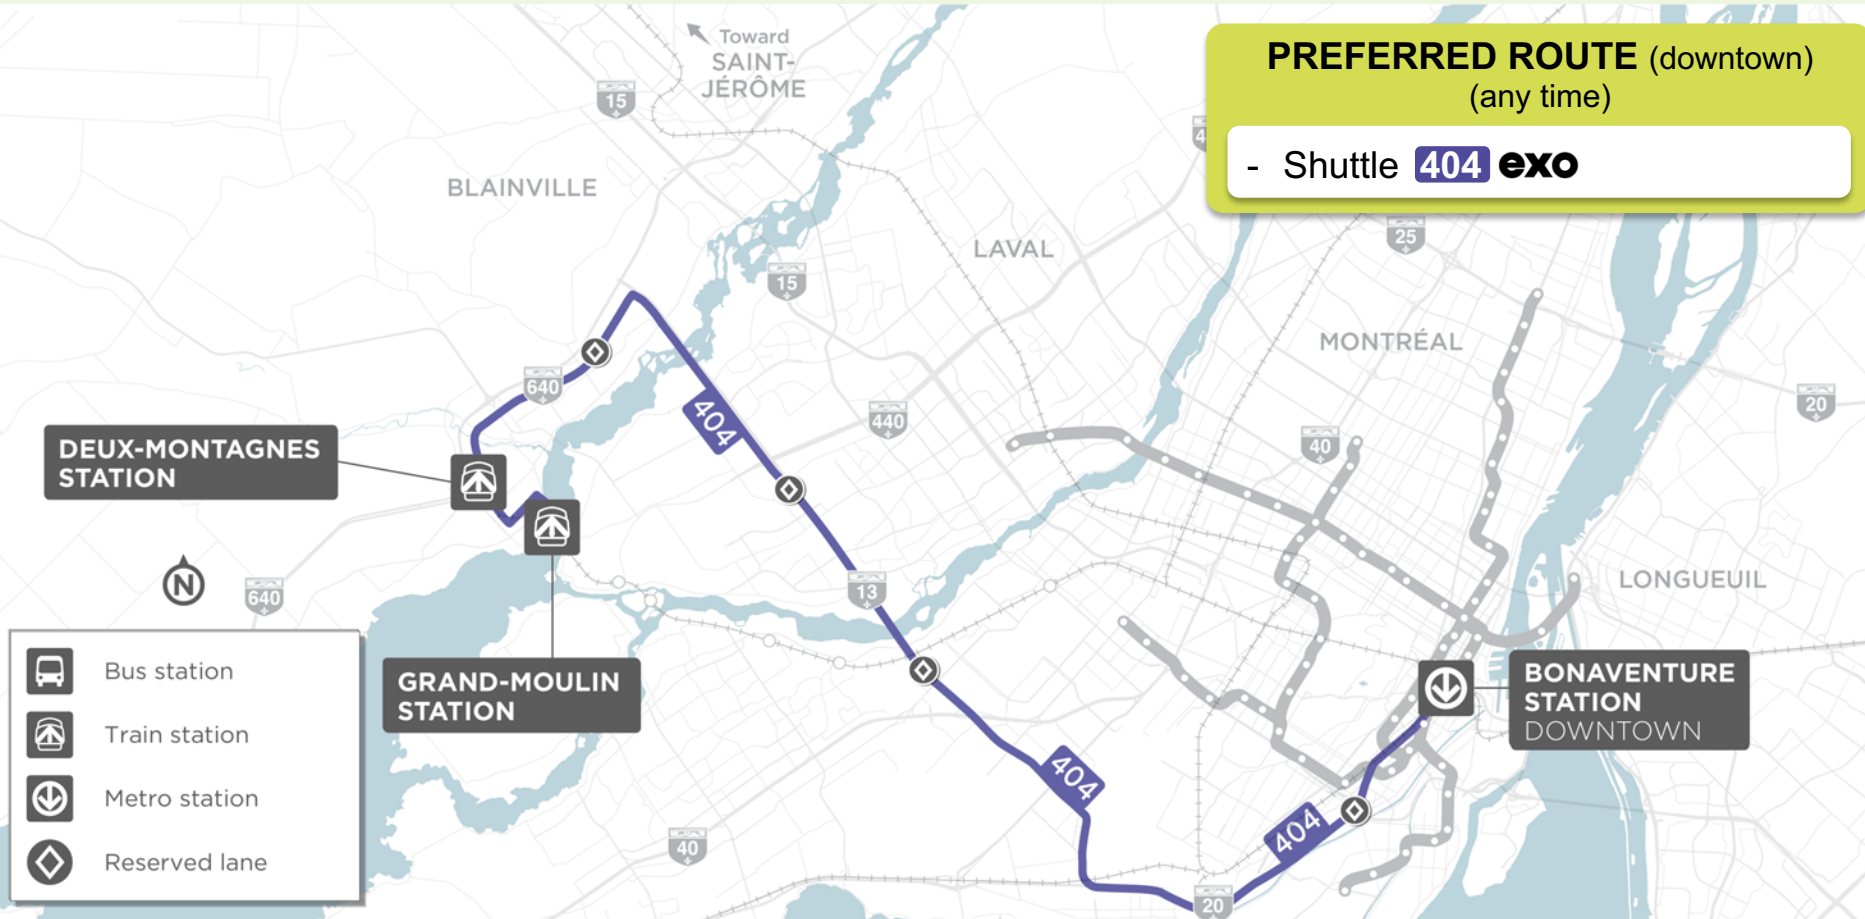 Toward
SAINT-
JÉRÔME
PREFERRED ROUTE (downtown)
(any time)
- Shuttle 404 exo
15
4
BLAINVILLE
LAVAL
25
15
MONTRÉAL
640
404
440
20
40
DEUX-MONTAGNES
STATION
N
640
13
LONGUEUIL
Bus station
Train station
Metro station
Reserved lane
GRAND-MOULIN
STATION
BONAVENTURE
STATION
DOWNTOWN
404
404
40
20